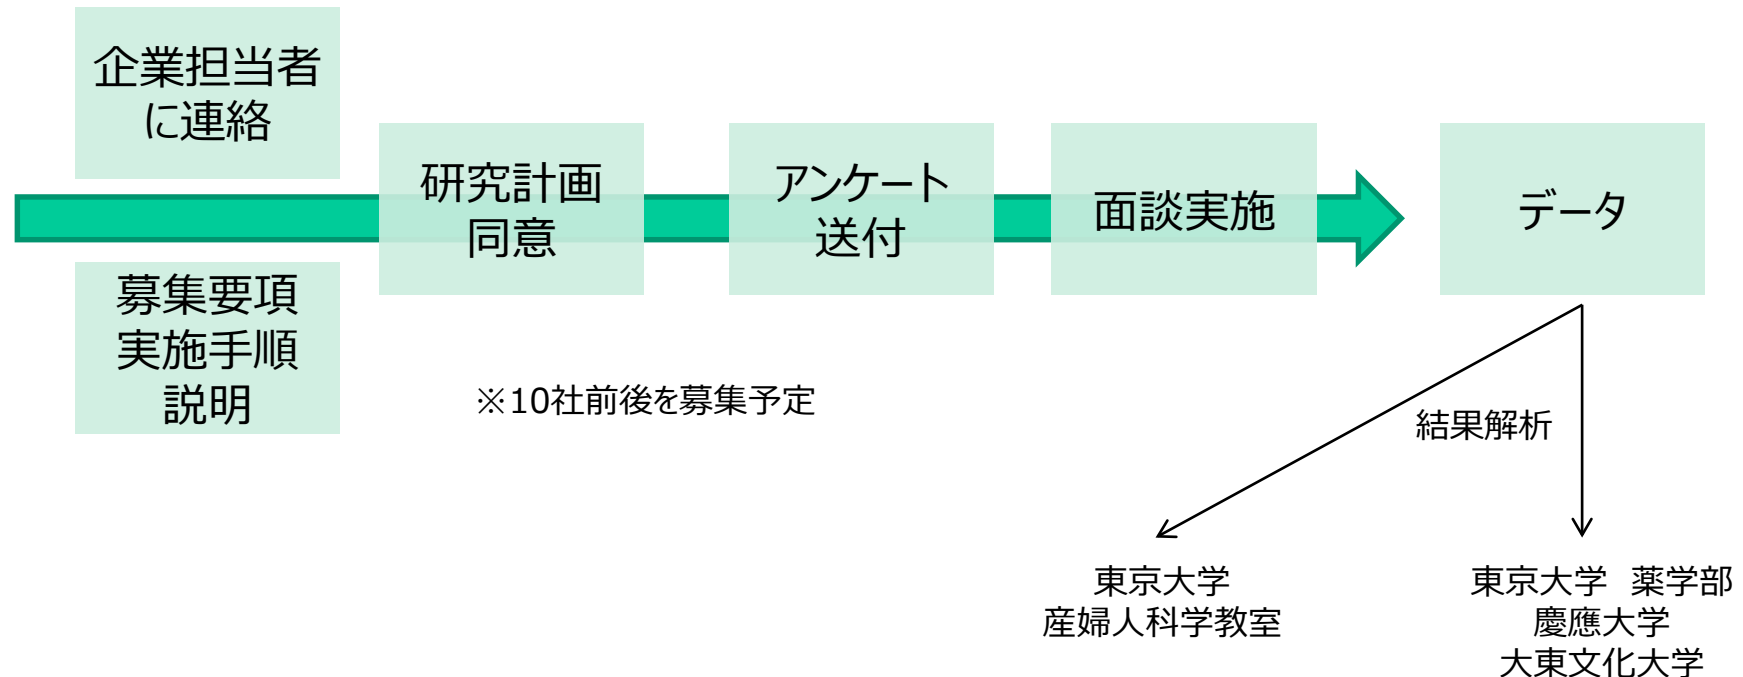 企業担当者
に連絡
募集要項
実施手順
説明
研究計画
同意
アンケート
送付
面談実施
データ
※10社前後を募集予定
結果解析
東京大学
産婦人科学教室
東京大学　薬学部
慶應大学
大東文化大学